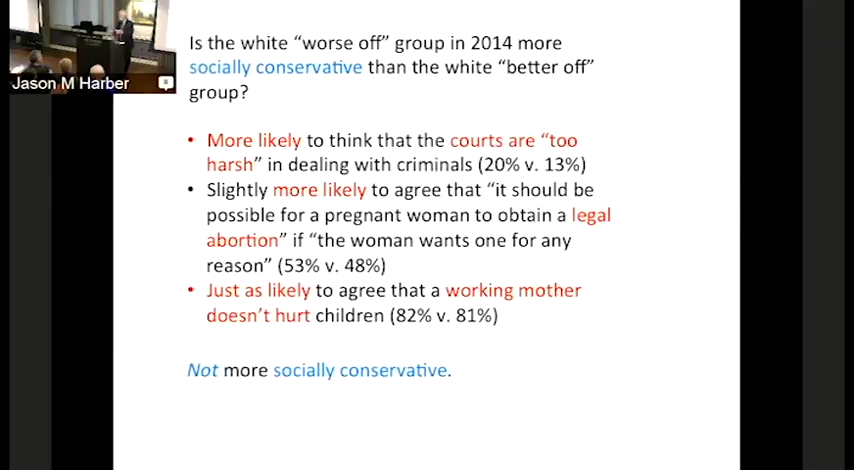 Jason M Harber
Is the white “worse off” group in 2014 more
socially conservative than the white “better off”
group?
• More likely to think that the courts are “too
harsh” in dealing with criminals (20% v. 13%)
• Slightly more likely to agree that “it should be
possible for a pregnant woman to obtain a legal
abortion” if “the woman wants one for any
reason” (53% v. 48%)
• Just as likely to agree that a working mother
doesn’t hurt children (82% v. 81%)
Not more socially conservative.